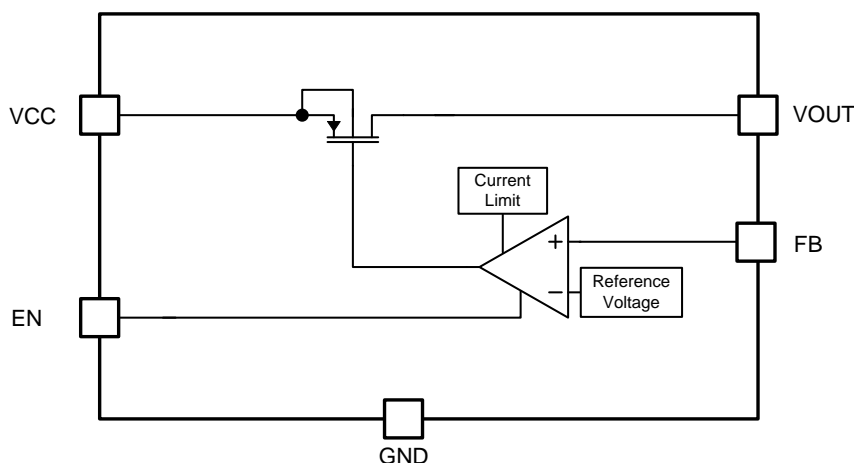 VCC
VOUT
Current
Limit
+
FB
−
Reference
Voltage
EN
GND